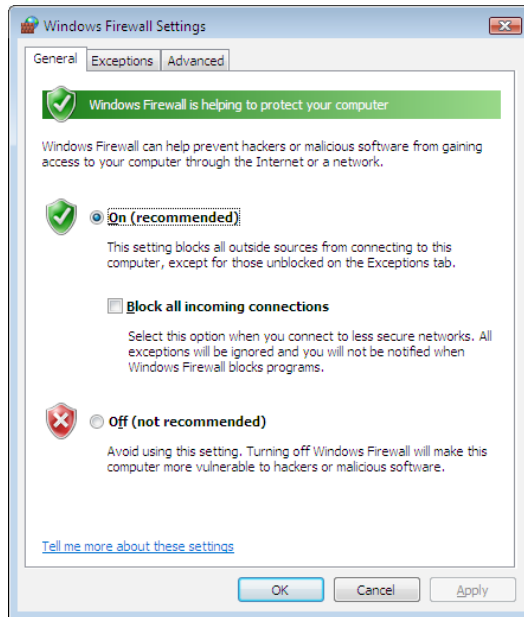 Windows Firewall Settings
General Exceptions Advanced
Windows Firewall is helping to protect your computer
Windows Firewall can help prevent hackers or malicious software from gaining
access to your computer through the Internet or a network.
On (recommended)
This setting blocks all outside sources from connecting to this
computer, except for those unblocked on the Exceptions tab.
Block all incoming connections
Select this option when you connect to less secure networks. All
exceptions will be ignored and you will not be notified when
Windows Firewall blocks programs.
Off (not recommended)
Avoid using this setting. Turning off Windows Firewall will make this
computer more vulnerable to hackers or malicious software.
Tell me more about these settings
OK Cancel Apply